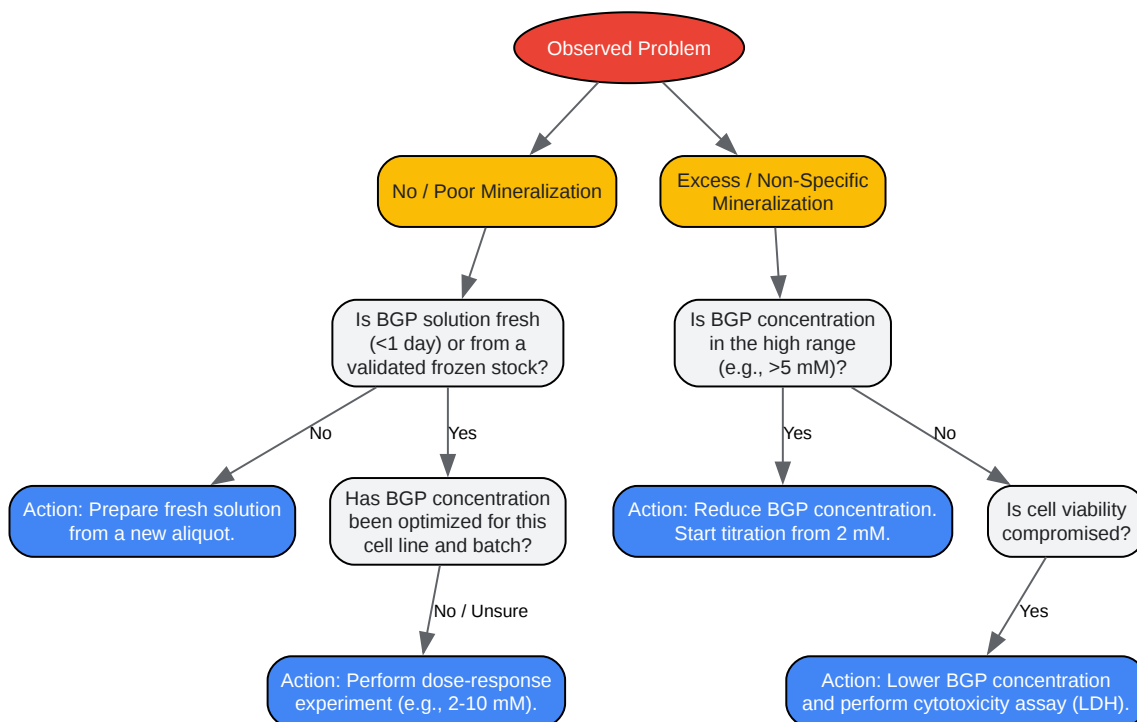 Observed Problem
No / Poor Mineralization
Excess / Non-Specific
Mineralization
Is BGP solution fresh
(<1 day) or from a
validated frozen stock?
Is BGP concentration
in the high range
(e.g., >5 mM)?
No
Yes
Yes
No
Action: Prepare fresh solution
from a new aliquot.
Has BGP concentration
been optimized for this
cell line and batch?
Action: Reduce BGP concentration.
Start titration from 2 mM.
Is cell viability
compromised?
No / Unsure
Yes
Action: Perform dose-response
experiment (e.g., 2-10 mM).
Action: Lower BGP concentration
and perform cytotoxicity assay (LDH).